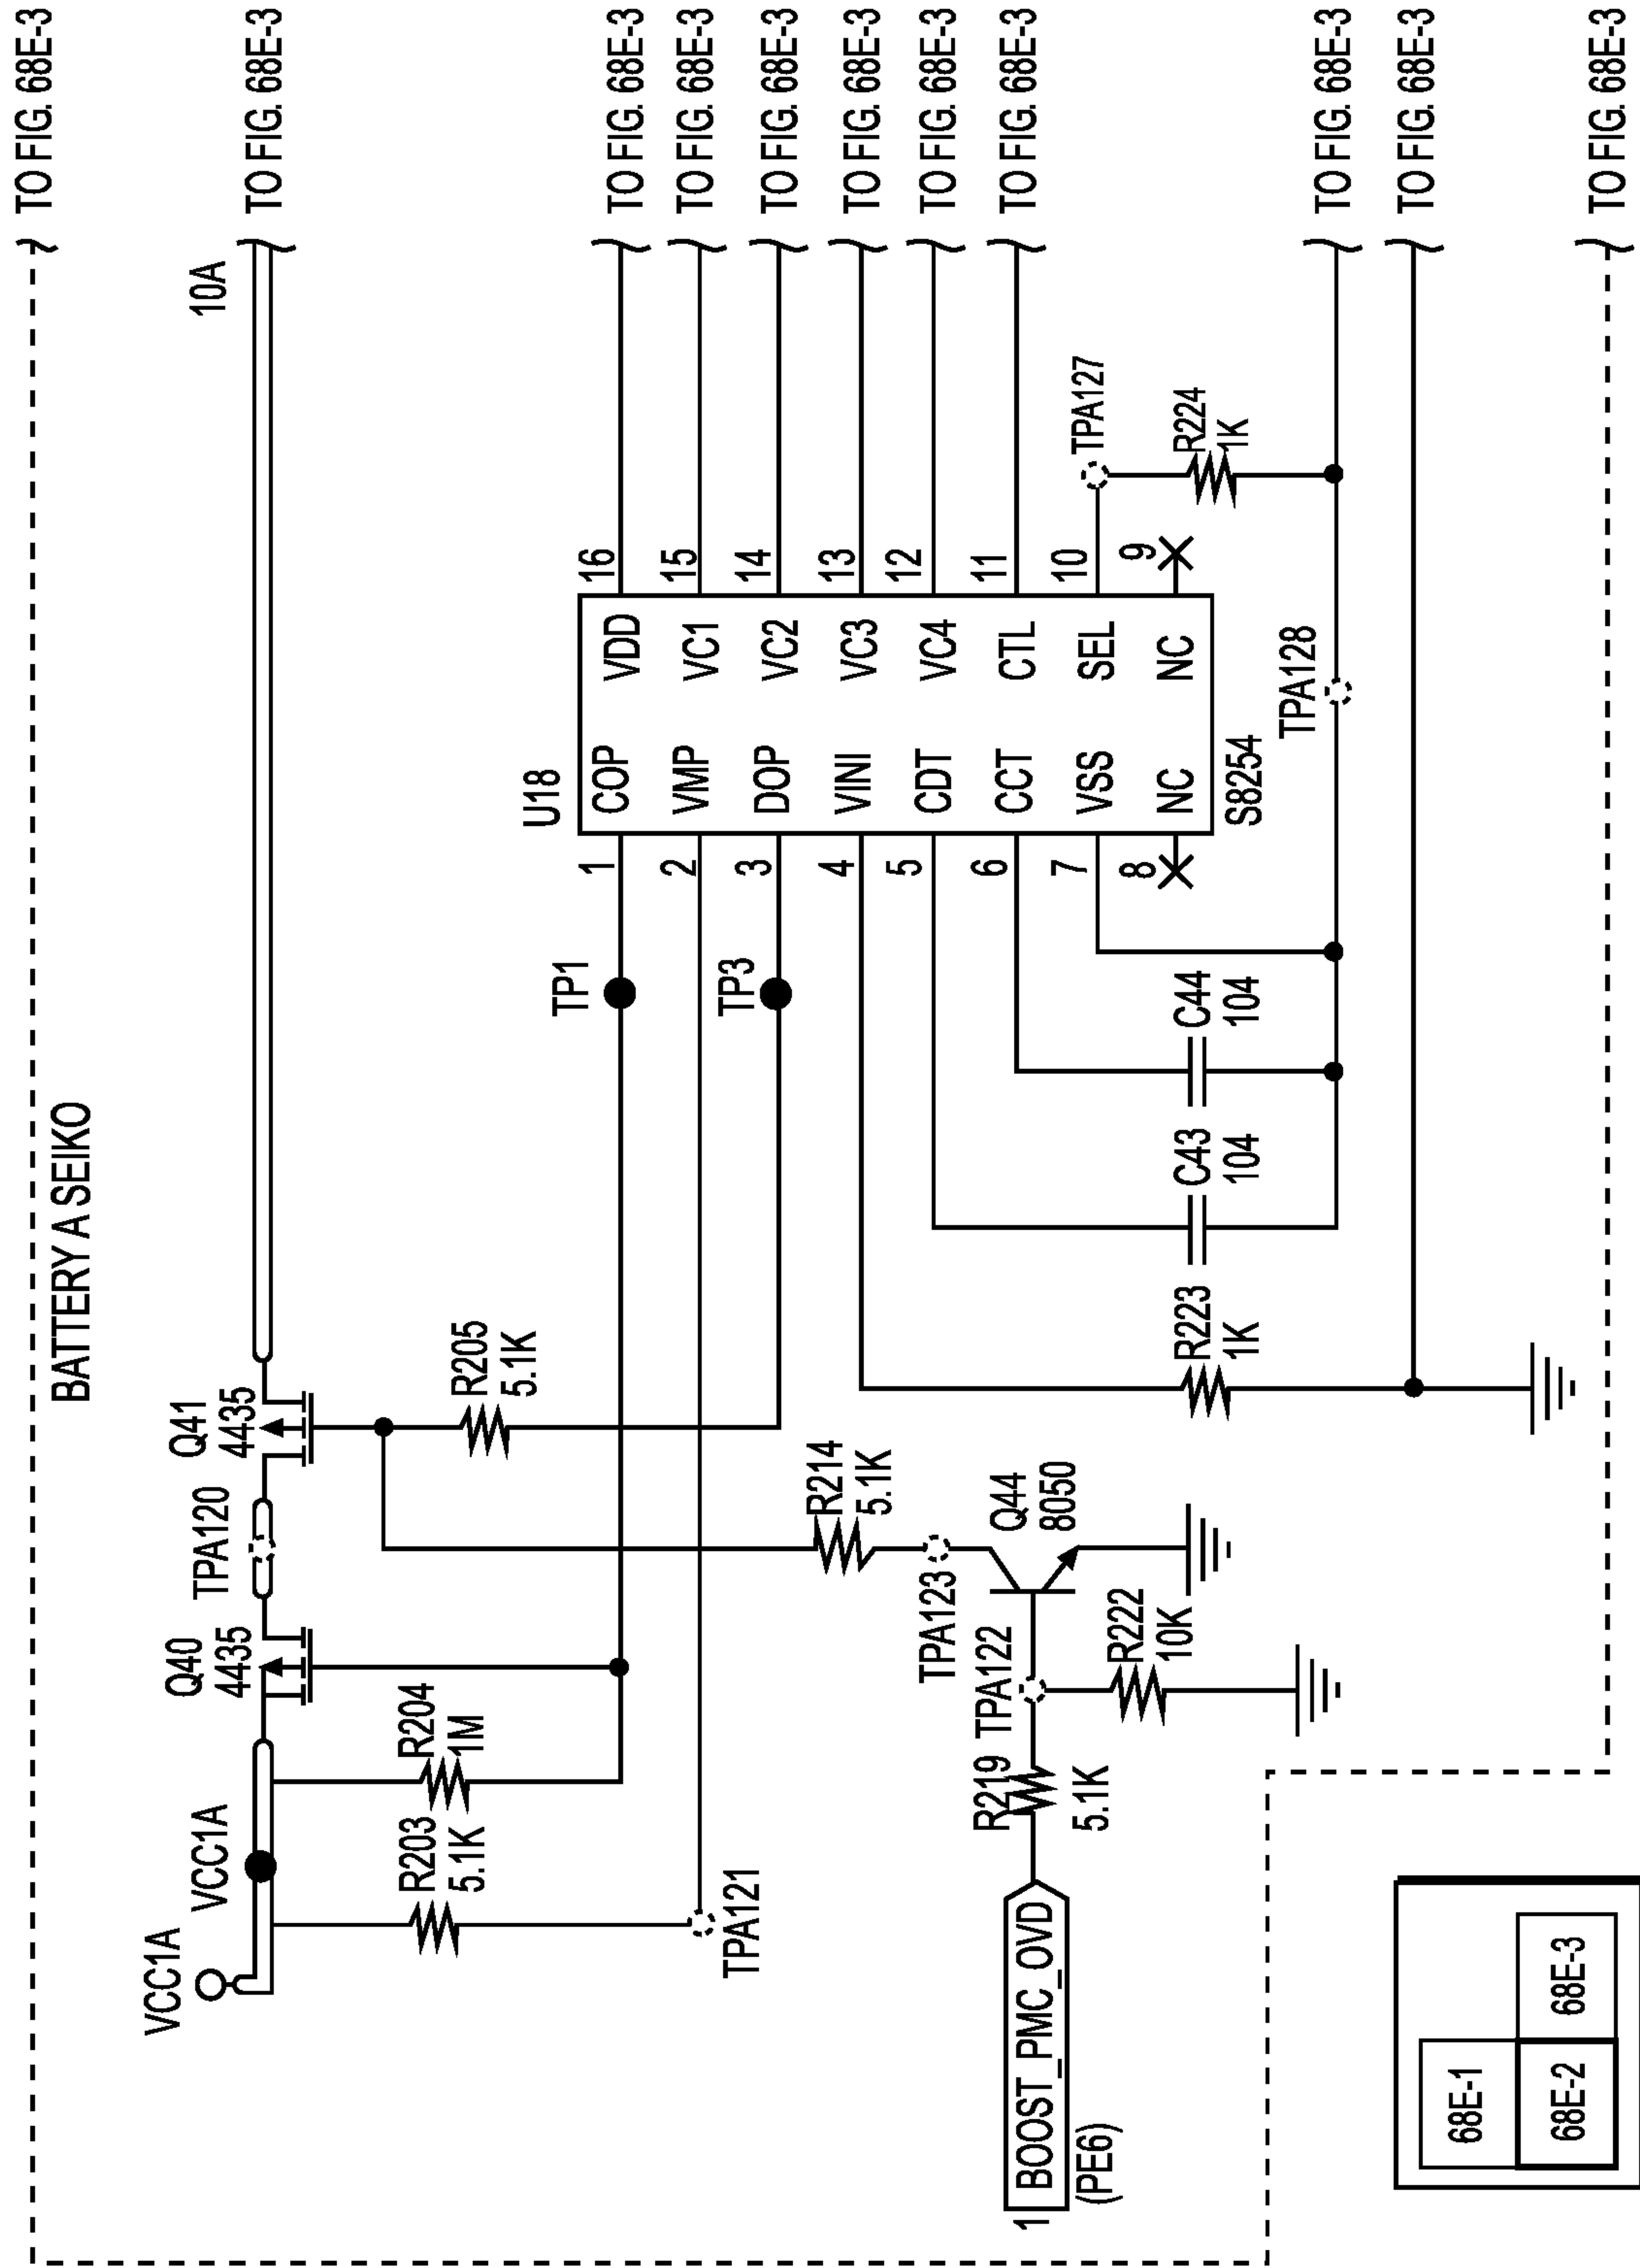 BATTERY A SEIKO
TO FIG. 68E-3
VCC1A
VCC1A
Q40
4435
TPA120
Q41
4435
10A
TO FIG. 68E-3
R203
5.1K
R204
1M
R205
5.1K
TPA121
TP1
TP3
U18
1
COP
VDD
16
TO FIG. 68E-3
2
VMP
VC1
15
TO FIG. 68E-3
3
DOP
VC2
14
TO FIG. 68E-3
4
VINI
VC3
13
TO FIG. 68E-3
5
CDT
VC4
12
TO FIG. 68E-3
6
CCT
CTL
11
TO FIG. 68E-3
7
VSS
SEL
10
8
NC
NC
9
S8254
TPA127
R224
1K
TPA128
TO FIG. 68E-3
TO FIG. 68E-3
R214
5.1K
TPA123
Q44
8050
TPA122
R222
10K
R219
5.1K
1
BOOST_PMC_OVD
(PE6)
R223
1K
C43
104
C44
104
TO FIG. 68E-3
68E-1
68E-2
68E-3